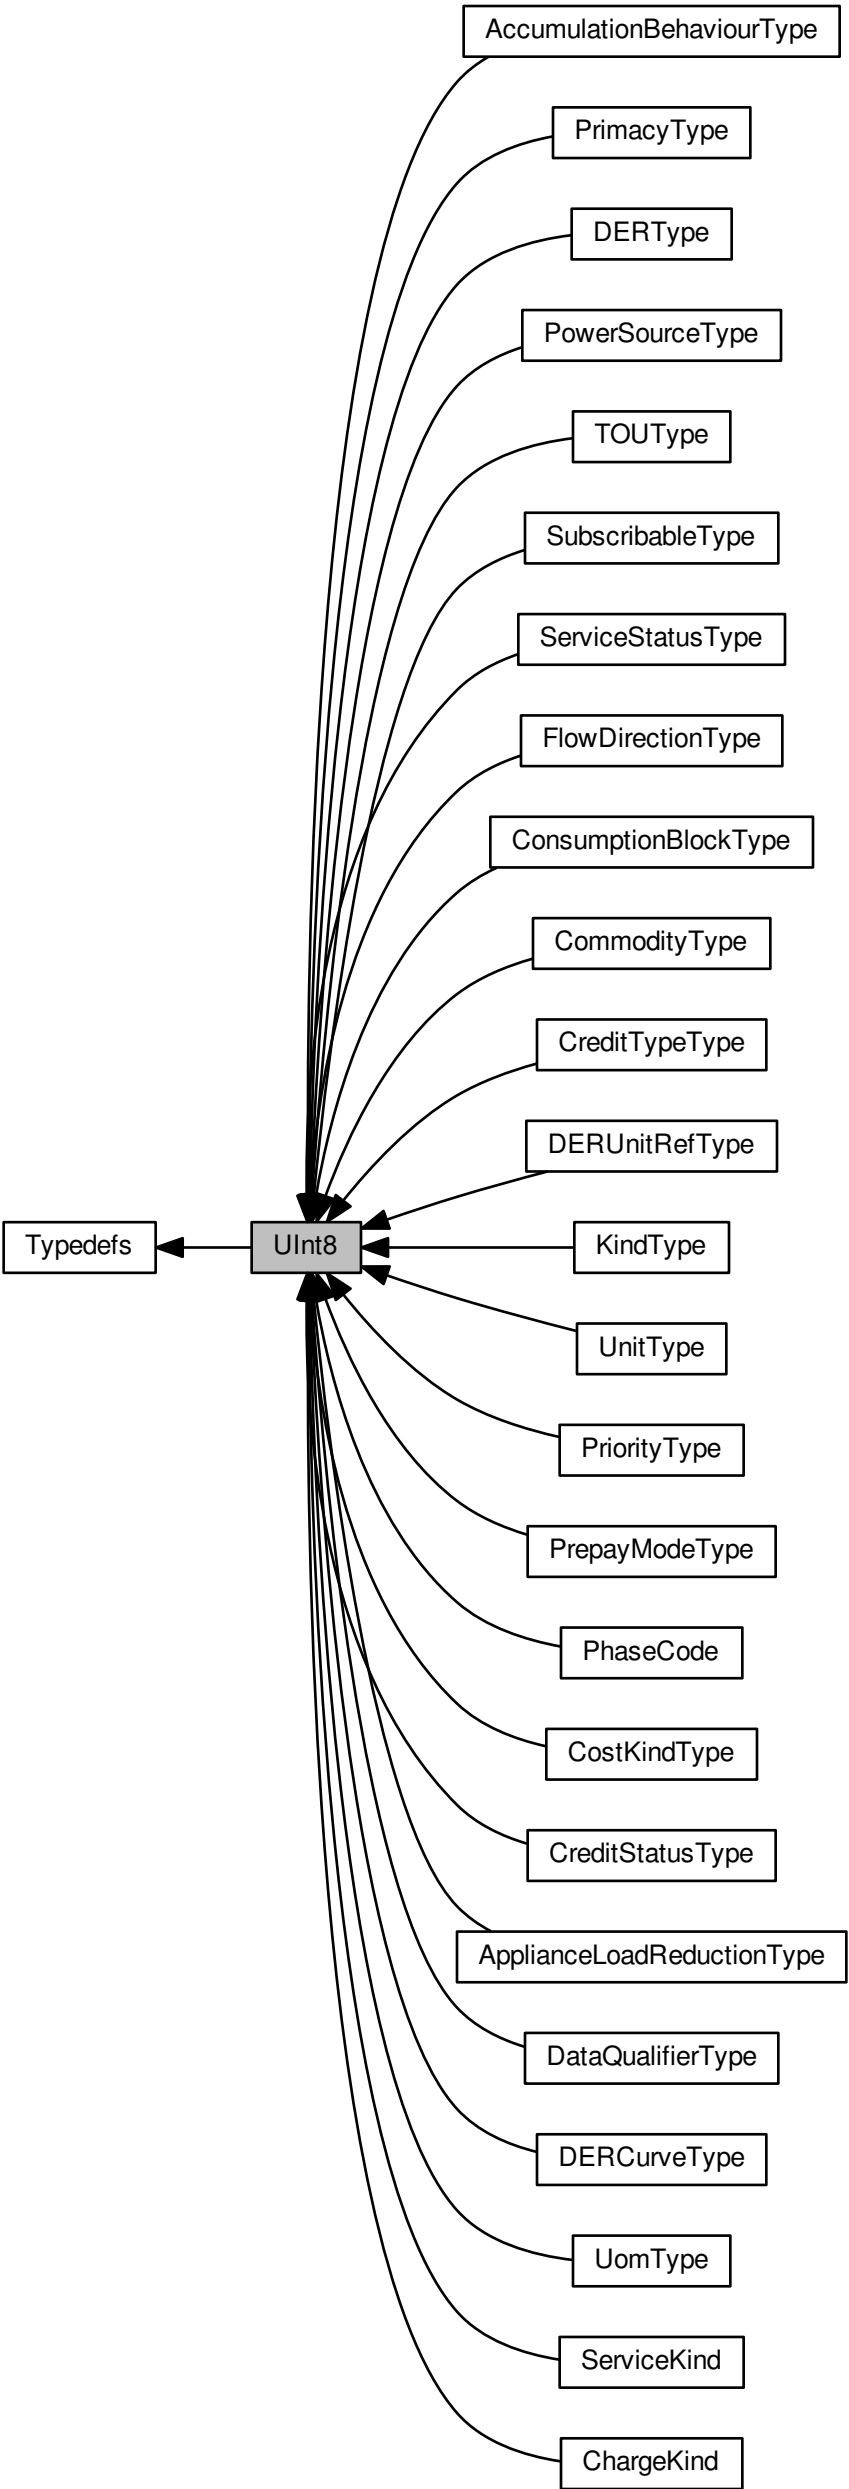 AccumulationBehaviourType
PrimacyType
DERType
PowerSourceType
TOUType
SubscribableType
ServiceStatusType
FlowDirectionType
ConsumptionBlockType
CommodityType
CreditTypeType
DERUnitRefType
Typedefs
UInt8
KindType
UnitType
PriorityType
PrepayModeType
PhaseCode
CostKindType
CreditStatusType
ApplianceLoadReductionType
DataQualifierType
DERCurveType
UomType
ServiceKind
ChargeKind